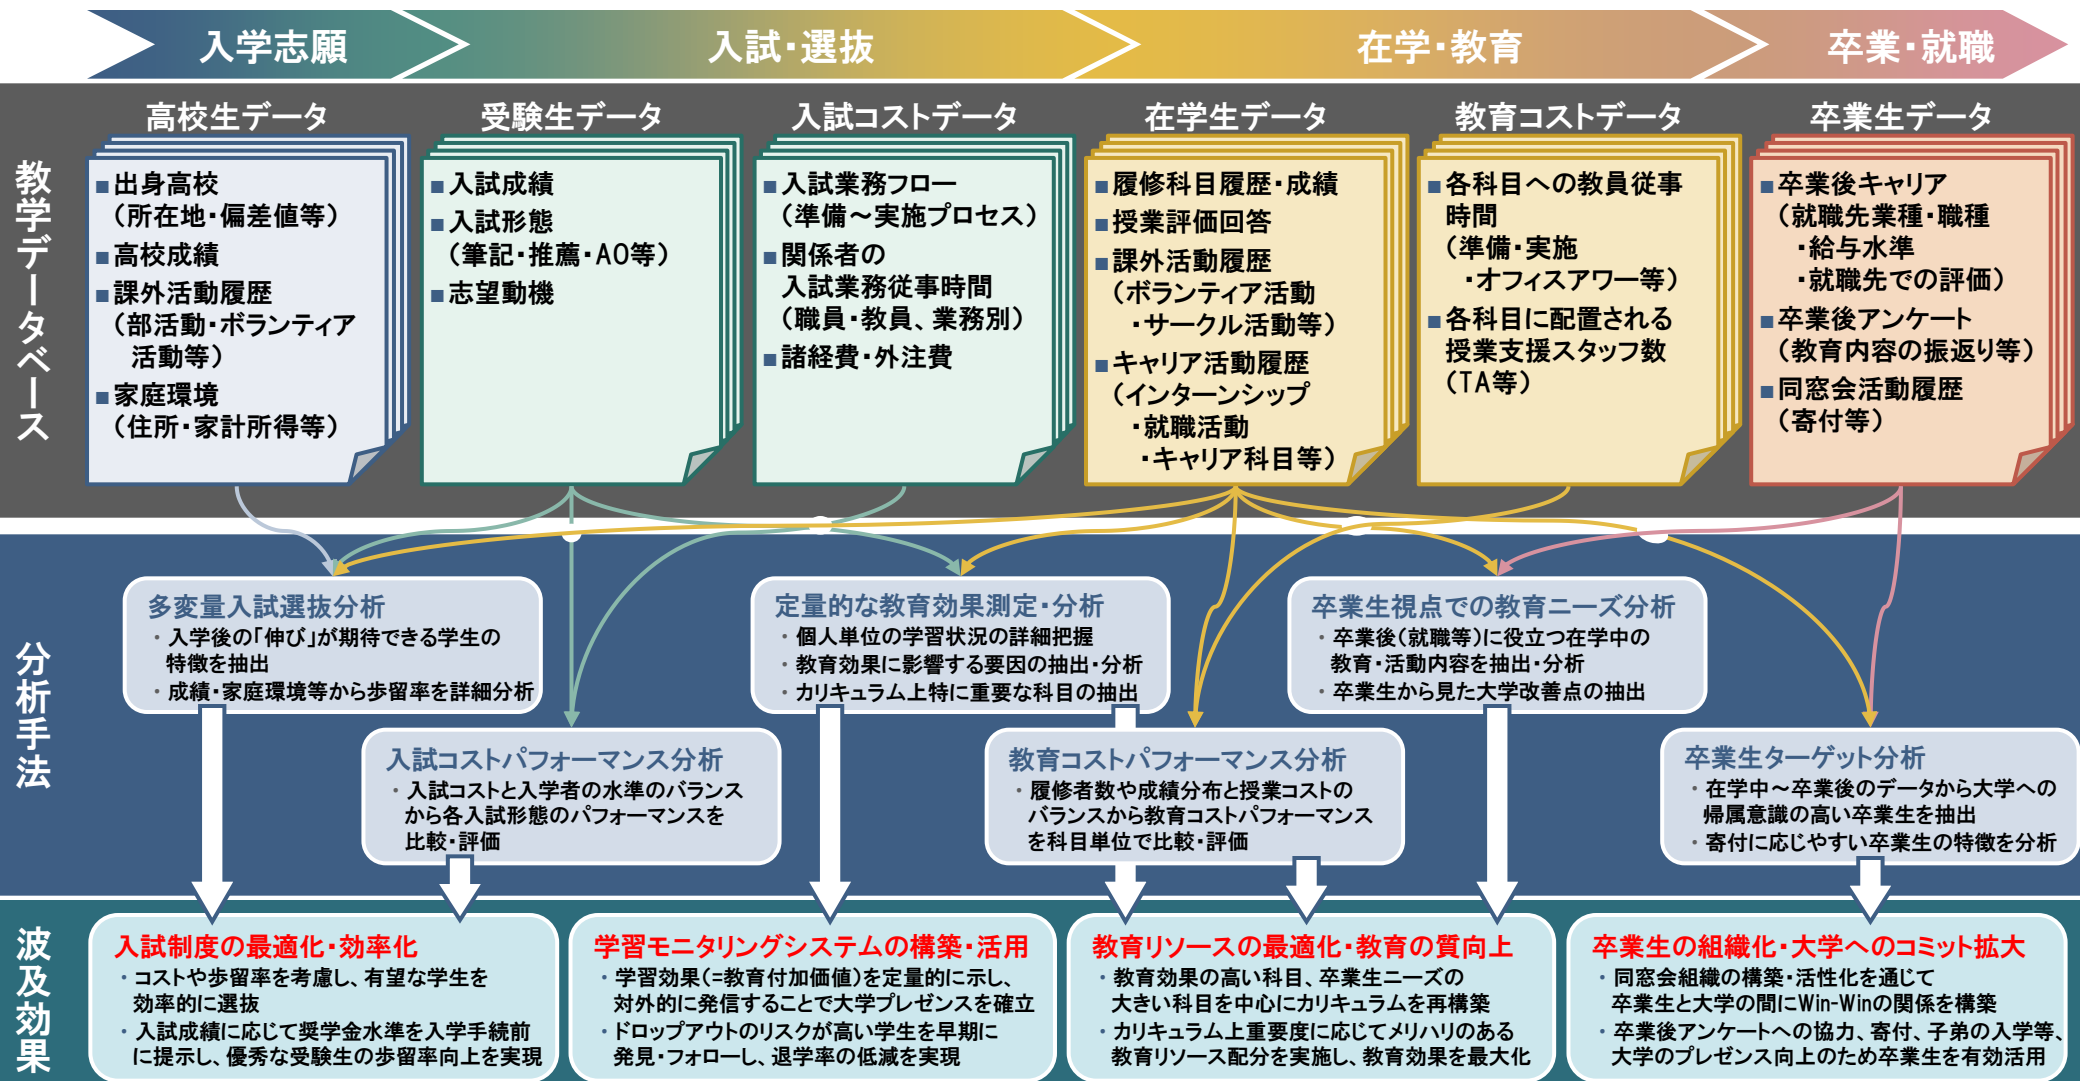 入学志願
入試・選抜
在学・教育
卒業・就職
教学データベース
高校生データ
■出身高校
（所在地・偏差値等）
■高校成績
■課外活動履歴
（部活動・ボランティア
活動等）
■家庭環境
（住所・家計所得等）
受験生データ
■入試成績
■入試形態
（筆記・推薦・AO等）
■志望動機
入試コストデータ
■入試業務フロー
（準備～実施プロセス）
■関係者の
入試業務従事時間
（職員・教員、業務別）
■諸経費・外注費
在学生データ
■履修科目履歴・成績
■授業評価回答
■課外活動履歴
（ボランティア活動
・サークル活動等）
■キャリア活動履歴
（インターンシップ
・就職活動
・キャリア科目等）
教育コストデータ
■各科目への教員従事
時間
（準備・実施
・オフィスアワー等）
■各科目に配置される
授業支援スタッフ数
（TA等）
卒業生データ
■卒業後キャリア
（就職先業種・職種
・給与水準
・就職先での評価）
■卒業後アンケート
（教育内容の振返り等）
■同窓会活動履歴
（寄付等）
分析手法
多変量入試選抜分析
・入学後の「伸び」が期待できる学生の
特徴を抽出
・成績・家庭環境等から歩留率を詳細分析
定量的な教育効果測定・分析
・個人単位の学習状況の詳細把握
・教育効果に影響する要因の抽出・分析
・カリキュラム上特に重要な科目の抽出
卒業生視点での教育ニーズ分析
・卒業後（就職等）に役立つ在学中の
教育・活動内容を抽出・分析
・卒業生から見た大学改善点の抽出
入試コストパフォーマンス分析
・入試コストと入学者の水準のバランス
から各入試形態のパフォーマンスを
比較・評価
教育コストパフォーマンス分析
・履修者数や成績分布と授業コストの
バランスから教育コストパフォーマンス
を科目単位で比較・評価
卒業生ターゲット分析
・在学中～卒業後のデータから大学への
帰属意識の高い卒業生を抽出
・寄付に応じやすい卒業生の特徴を分析
波及効果
入試制度の最適化・効率化
・コストや歩留率を考慮し、有望な学生を
効率的に選抜
・入試成績に応じて奨学金水準を入学手続前
に提示し、優秀な受験生の歩留率向上を実現
学習モニタリングシステムの構築・活用
・学習効果（=教育付加価値）を定量的に示し、
対外的に発信することで大学プレゼンスを確立
・ドロップアウトのリスクが高い学生を早期に
発見・フォローし、退学率の低減を実現
教育リソースの最適化・教育の質向上
・教育効果の高い科目、卒業生ニーズの
大きい科目を中心にカリキュラムを再構築
・カリキュラム上重要度に応じてメリハリのある
教育リソース配分を実施し、教育効果を最大化
卒業生の組織化・大学へのコミット拡大
・同窓会組織の構築・活性化を通じて
卒業生と大学の間にWin-Winの関係を構築
・卒業後アンケートへの協力、寄付、子弟の入学等、
大学のプレゼンス向上のため卒業生を有効活用